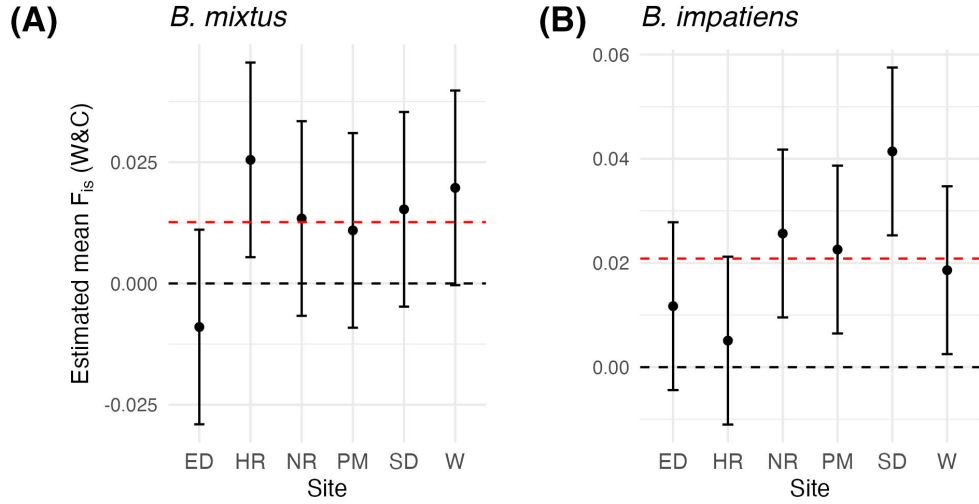 (A) B. mixtus
Estimated mean Fis (W&C)
0.025
0.000
-0.025
ED HR NR PM SD W
Site
(B) B. impatiens
0.06
0.04
0.02
0.00
ED HR NR PM SD W
Site